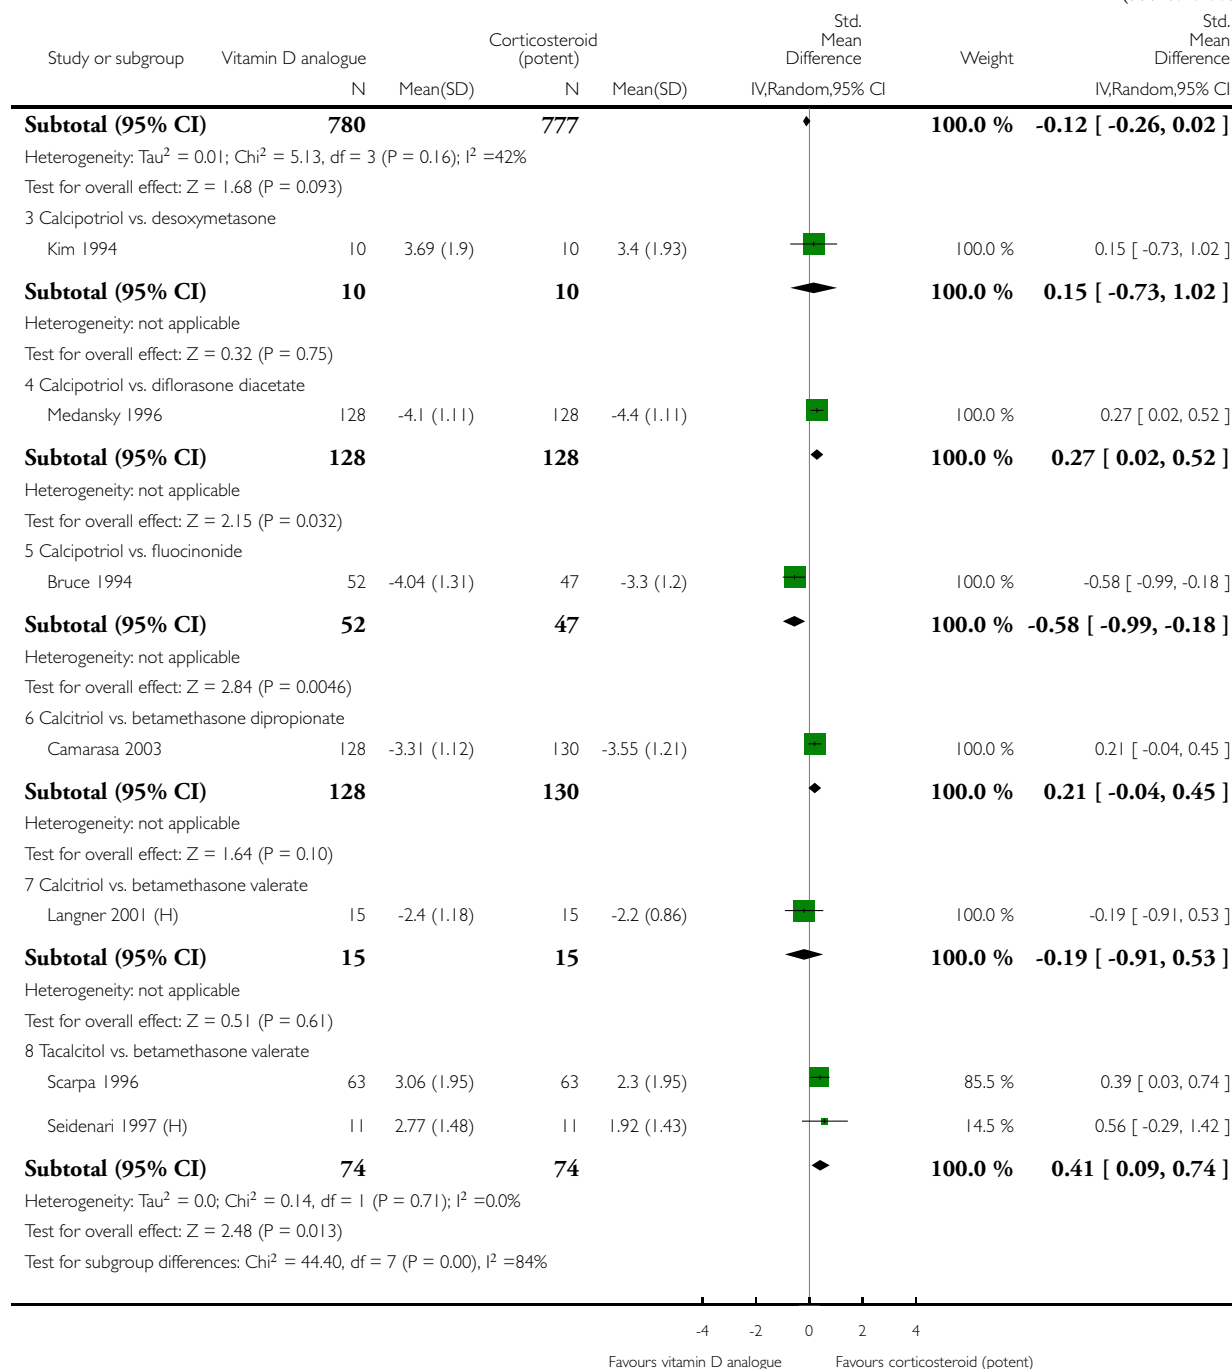 Study or subgroup Vitamin D analogue Corticosteroid (potent) Std. Mean Difference Weight Std. Mean Difference
N Mean(SD) N Mean(SD) IV,Random,95% CI IV,Random,95% CI
Subtotal (95% CI) 780 777 100.0 % -0.12 [ -0.26, 0.02 ]
Heterogeneity: Tau² = 0.01; Chi² = 5.13, df = 3 (P = 0.16); I² =42%
Test for overall effect: Z = 1.68 (P = 0.093)
3 Calcipotriol vs. desoxymetasone
Kim 1994 10 3.69 (1.9) 10 3.4 (1.93) 100.0 % 0.15 [ -0.73, 1.02 ]
Subtotal (95% CI) 10 10 100.0 % 0.15 [ -0.73, 1.02 ]
Heterogeneity: not applicable
Test for overall effect: Z = 0.32 (P = 0.75)
4 Calcipotriol vs. diflorasone diacetate
Medansky 1996 128 -4.1 (1.11) 128 -4.4 (1.11) 100.0 % 0.27 [ 0.02, 0.52 ]
Subtotal (95% CI) 128 128 100.0 % 0.27 [ 0.02, 0.52 ]
Heterogeneity: not applicable
Test for overall effect: Z = 2.15 (P = 0.032)
5 Calcipotriol vs. fluocinonide
Bruce 1994 52 -4.04 (1.31) 47 -3.3 (1.2) 100.0 % -0.58 [ -0.99, -0.18 ]
Subtotal (95% CI) 52 47 100.0 % -0.58 [ -0.99, -0.18 ]
Heterogeneity: not applicable
Test for overall effect: Z = 2.84 (P = 0.0046)
6 Calcitriol vs. betamethasone dipropionate
Camarasa 2003 128 -3.31 (1.12) 130 -3.55 (1.21) 100.0 % 0.21 [ -0.04, 0.45 ]
Subtotal (95% CI) 128 130 100.0 % 0.21 [ -0.04, 0.45 ]
Heterogeneity: not applicable
Test for overall effect: Z = 1.64 (P = 0.10)
7 Calcitriol vs. betamethasone valerate
Langner 2001 (H) 15 -2.4 (1.18) 15 -2.2 (0.86) 100.0 % -0.19 [ -0.91, 0.53 ]
Subtotal (95% CI) 15 15 100.0 % -0.19 [ -0.91, 0.53 ]
Heterogeneity: not applicable
Test for overall effect: Z = 0.51 (P = 0.61)
8 Tacalcitol vs. betamethasone valerate
Scarpa 1996 63 3.06 (1.95) 63 2.3 (1.95) 85.5 % 0.39 [ 0.03, 0.74 ]
Seidenari 1997 (H) 11 2.77 (1.48) 11 1.92 (1.43) 14.5 % 0.56 [ -0.29, 1.42 ]
Subtotal (95% CI) 74 74 100.0 % 0.41 [ 0.09, 0.74 ]
Heterogeneity: Tau² = 0.0; Chi² = 0.14, df = 1 (P = 0.71); I² =0.0%
Test for overall effect: Z = 2.48 (P = 0.013)
Test for subgroup differences: Chi² = 44.40, df = 7 (P = 0.00), I² =84%
-4 -2 0 2 4
Favours vitamin D analogue Favours corticosteroid (potent)